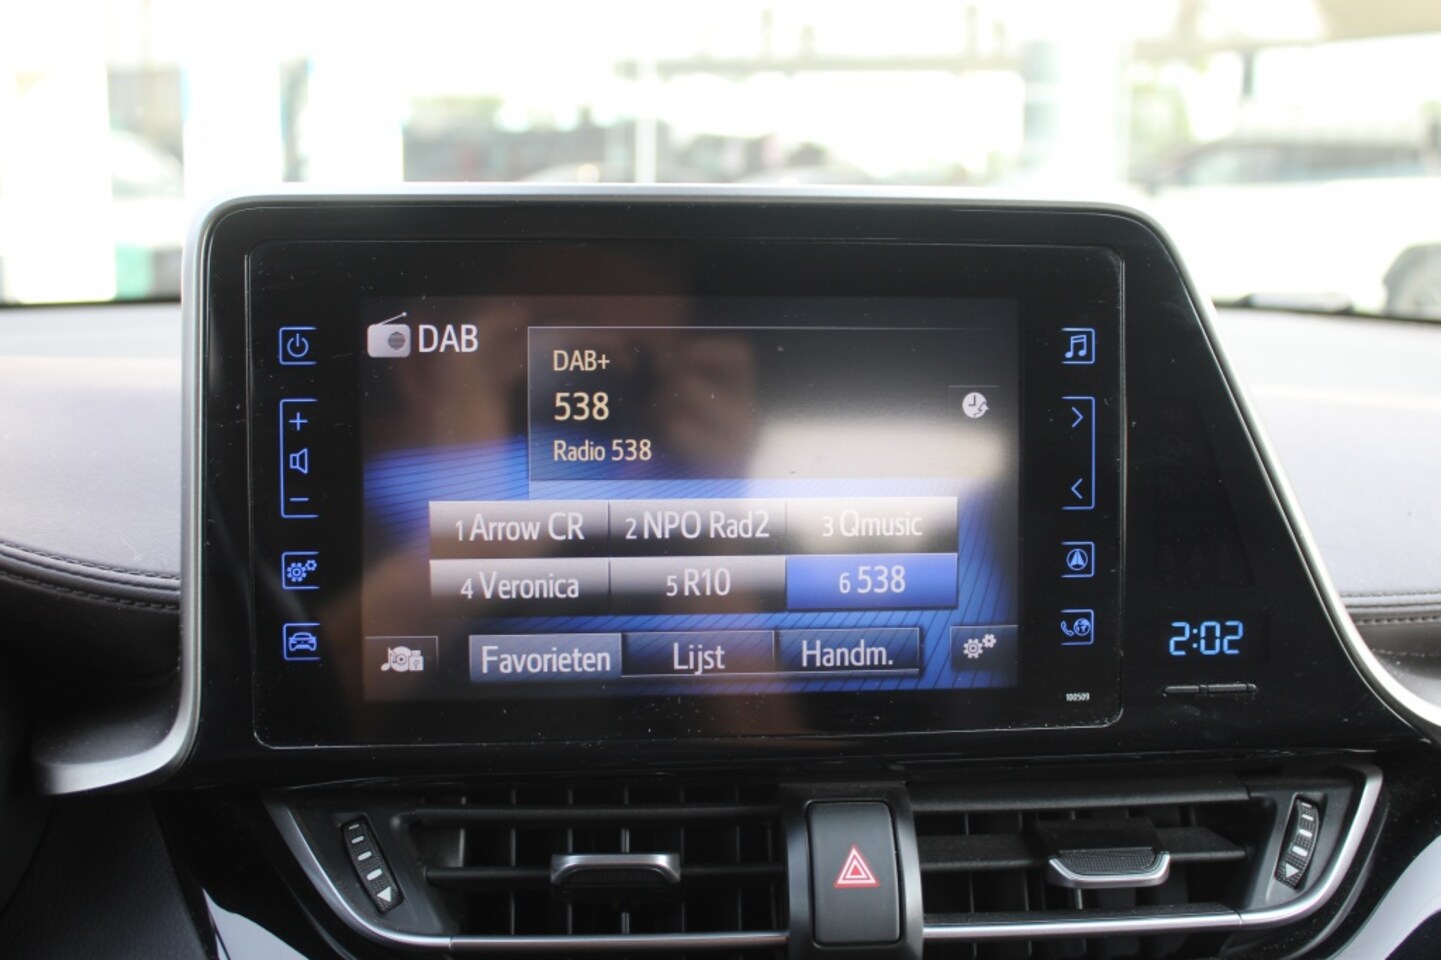 DAB
DAB+
538
Radio 538
1 Arrow CR
2 NPO Rad2
3 Qmusic
4 Veronica
5 R10
6 538
Favorieten
Lijst
Handm.
2:02
100509